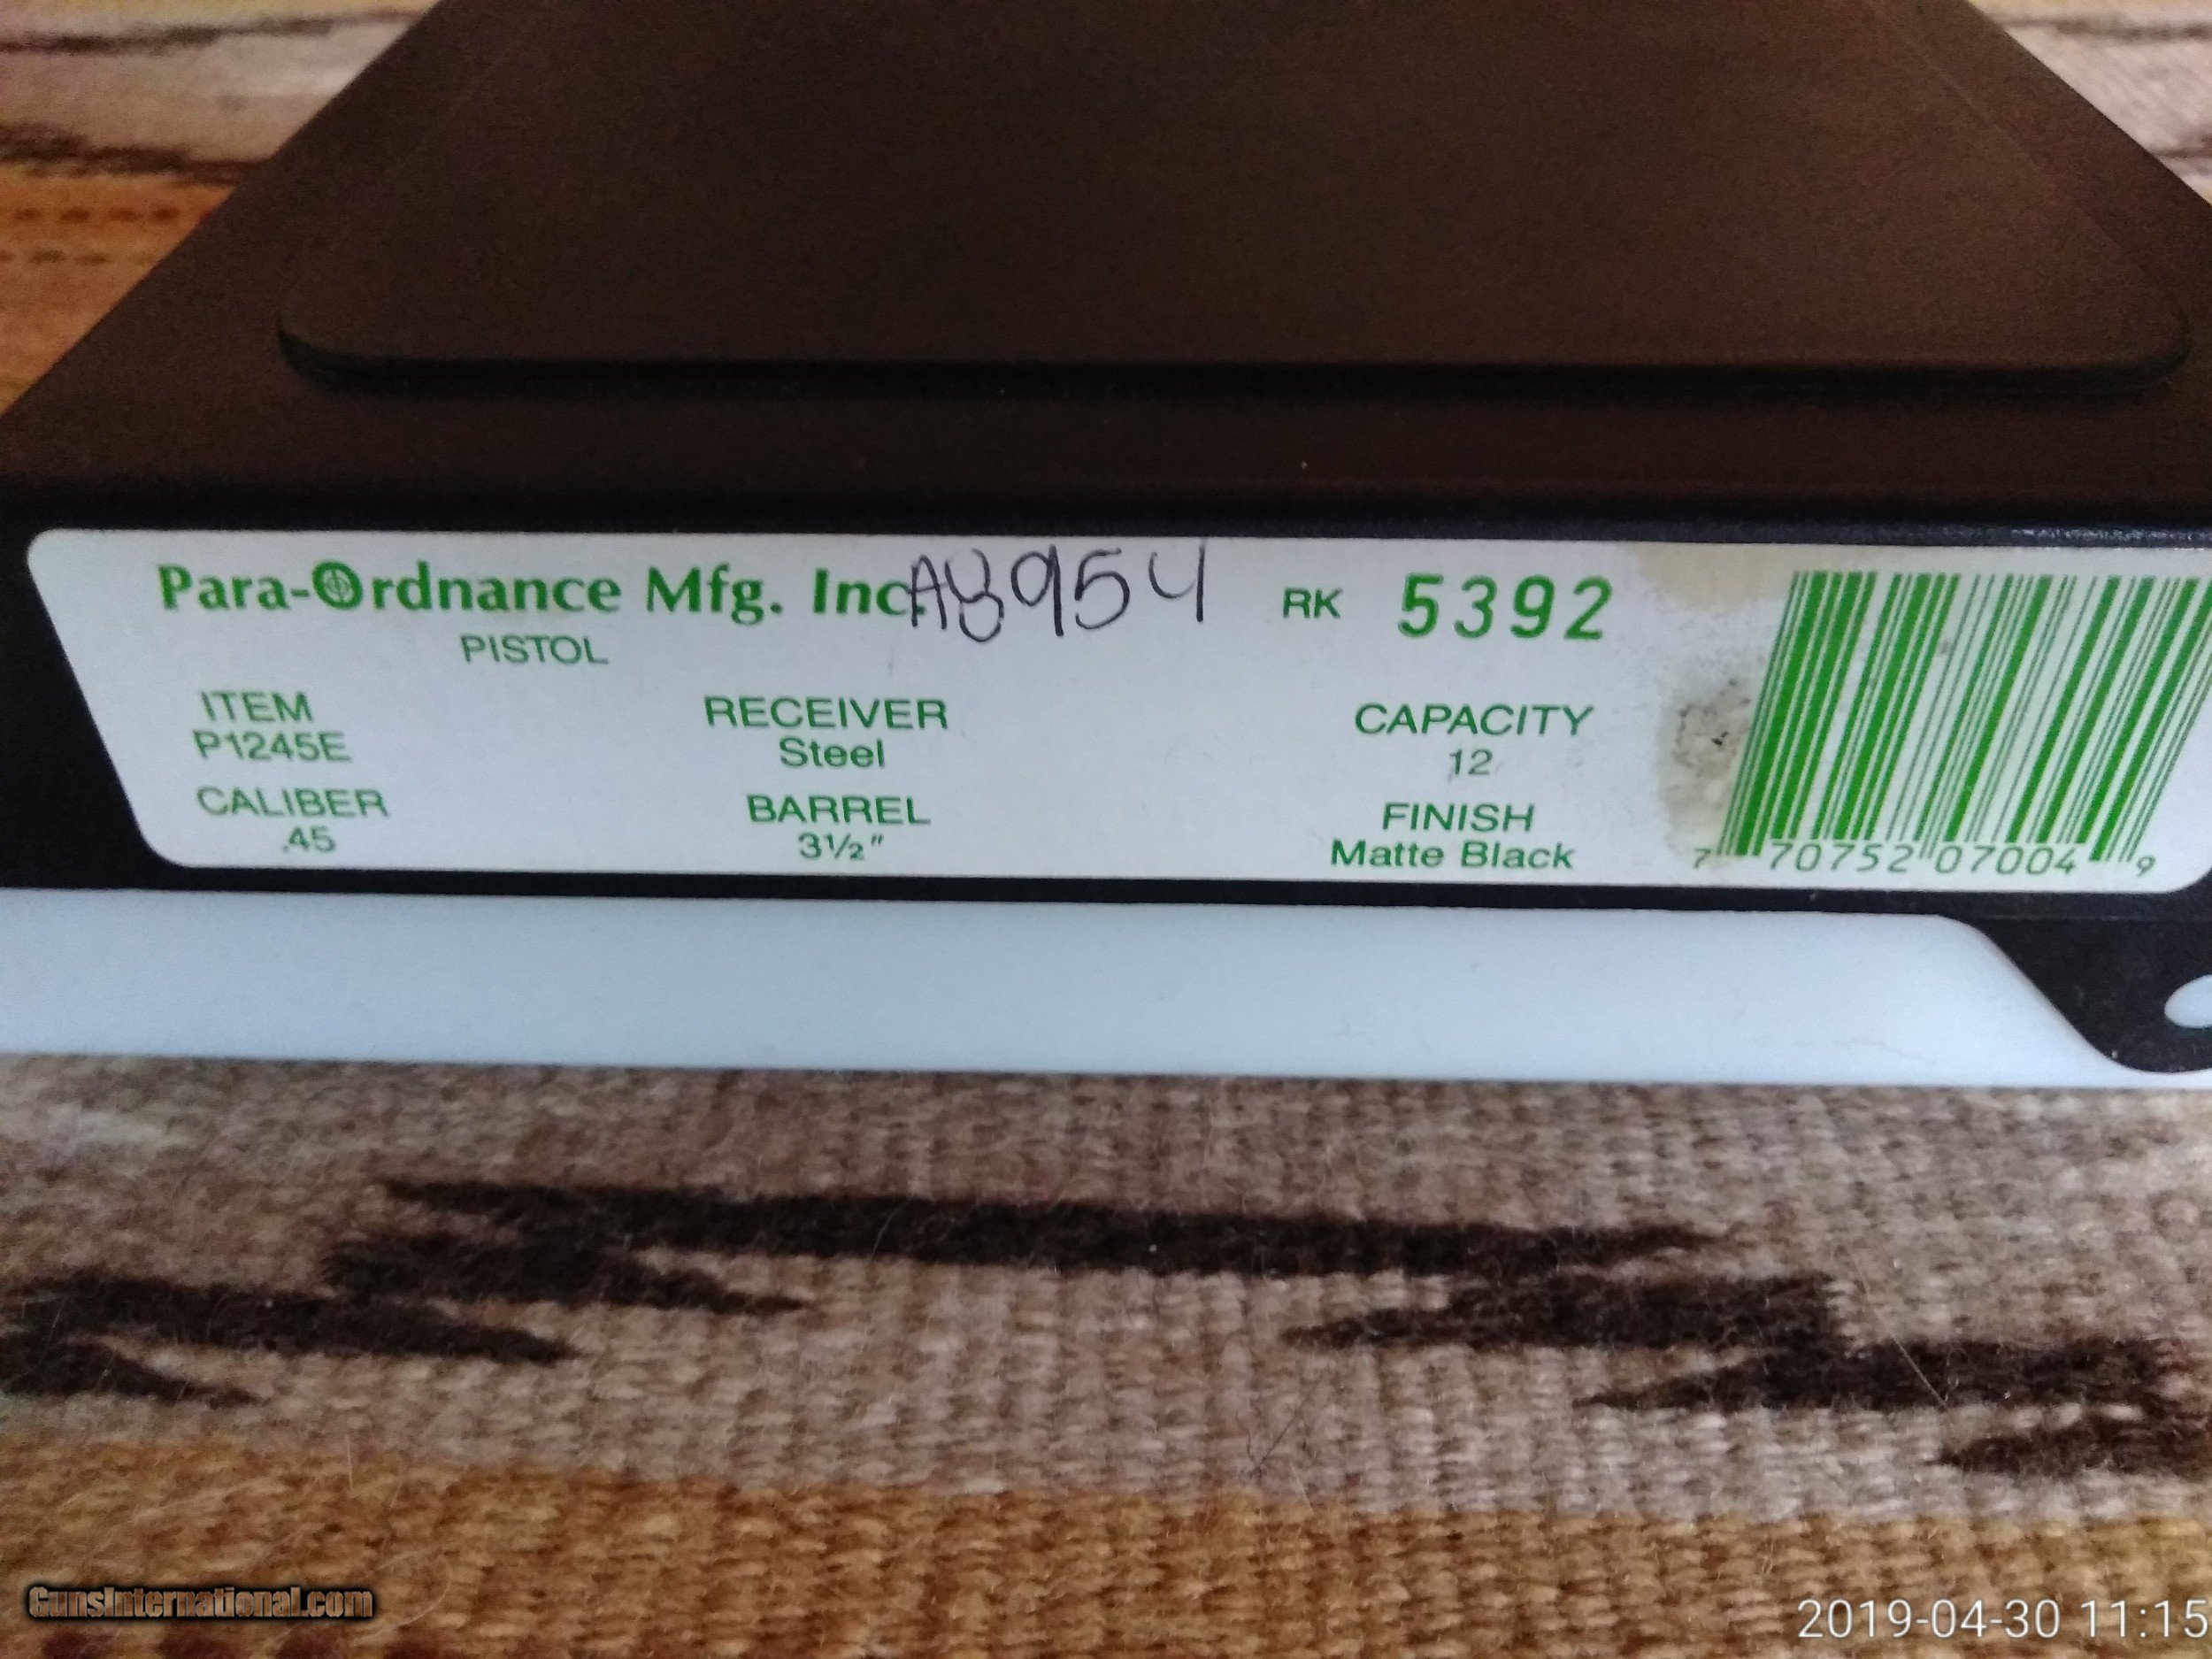 Para-Ordnance Mfg. Inc. A8954 RK 5392
PISTOL
ITEM RECEIVER CAPACITY
P1245E Steel 12
CALIBER BARREL FINISH
.45 3½" Matte Black
7 70752 07004 9
GunsInternational.com
2019-04-30 11:15